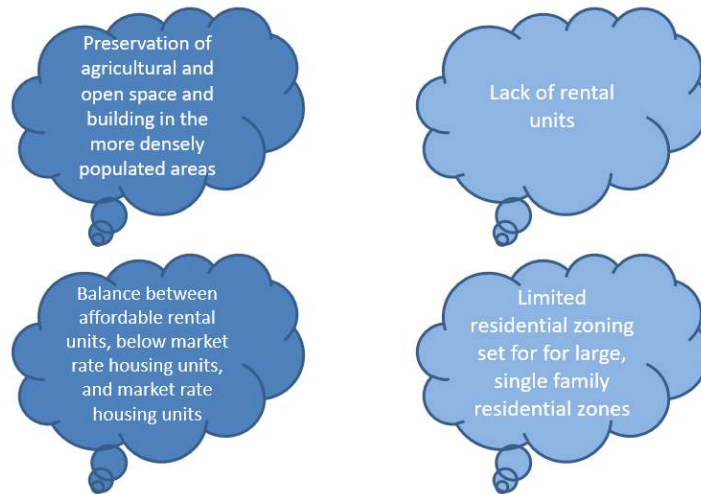 Preservation of
agricultural and
open space and
building in the
more densely
populated areas
Lack of rental
units
Balance between
affordable rental
units, below market
rate housing units,
and market rate
housing units
Limited
residential zoning
set for for large,
single family
residential zones